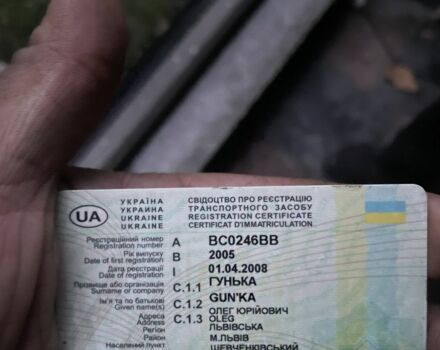 UA
УКРАЇНА
УКРАИНА
UKRAINE
UKRAINE
СВІДОЦТВО ПРО РЕЄСТРАЦІЮ
ТРАНСПОРТНОГО ЗАСОБУ
REGISTRATION CERTIFICATE
CERTIFICAT D'IMMATRICULATION
Реєстраційний номер A BC0246BB
Registration number
Рік випуску B 2005
Date of first registration
Дата реєстрації I 01.04.2008
Date of registration
Прізвище або організація C.1.1 ГУНЬКА
Surname or company GUN'KA
Ім'я та по батькові C.1.2 ОЛЕГ ЮРІЙОВИЧ
Given name(s) OLEG
Адреса C.1.3
Address
Регіон ЛЬВІВСЬКА
Період
Район М.ЛЬВІВ
Населений пункт ШЕВЧЕНКІВСЬКИЙ